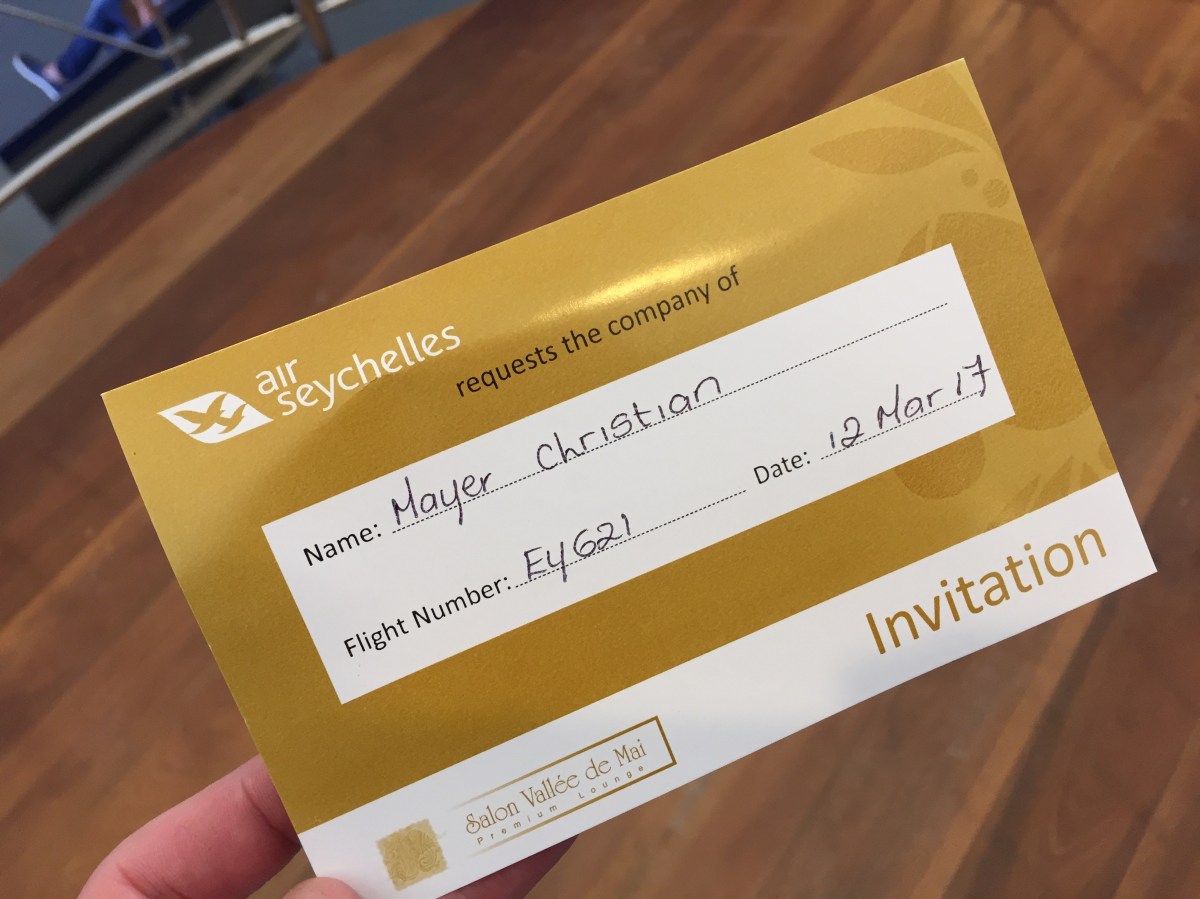 air
seychelles
requests the company of
Name: Mayer Christian
Flight Number: EY621 Date: 12 Mar 17
Invitation
Salon Vallée de Mai
Premium Lounge